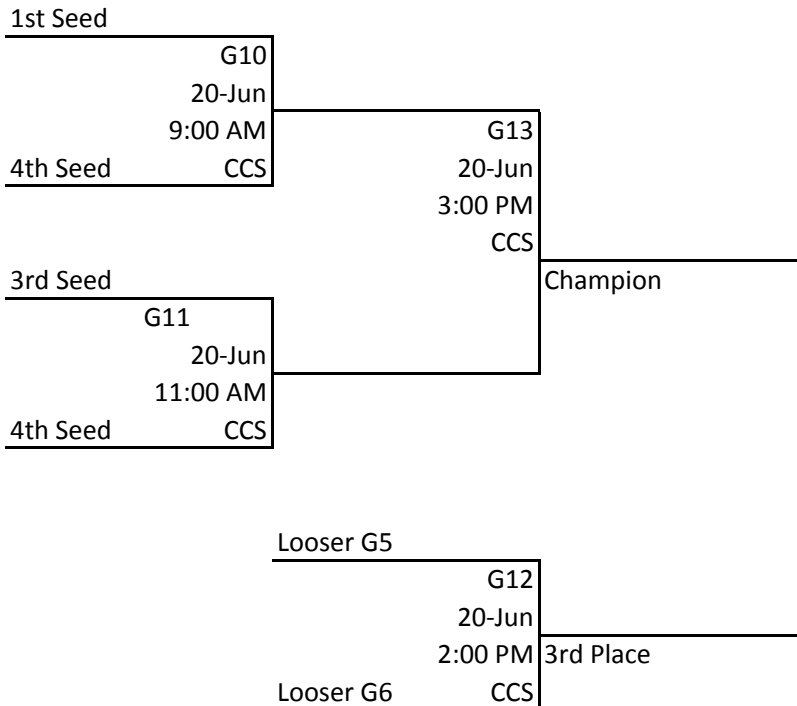 1st Seed
G10
20-Jun
9:00 AM
4th Seed CCS
G13
20-Jun
3:00 PM
CCS
Champion
3rd Seed
G11
20-Jun
11:00 AM
4th Seed CCS
Looser G5
G12
20-Jun
2:00 PM 3rd Place
Looser G6 CCS